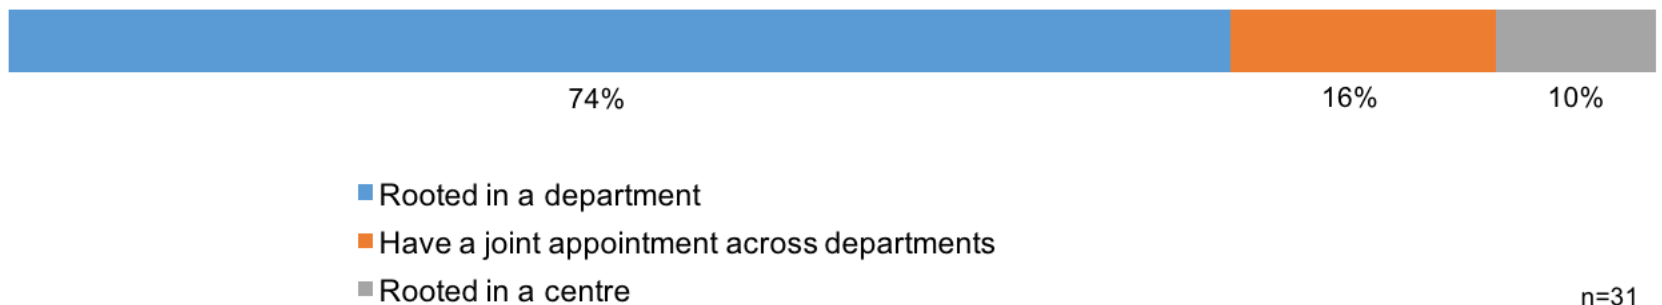 74% 16% 10%
Rooted in a department
Have a joint appointment across departments
Rooted in a centre
n=31